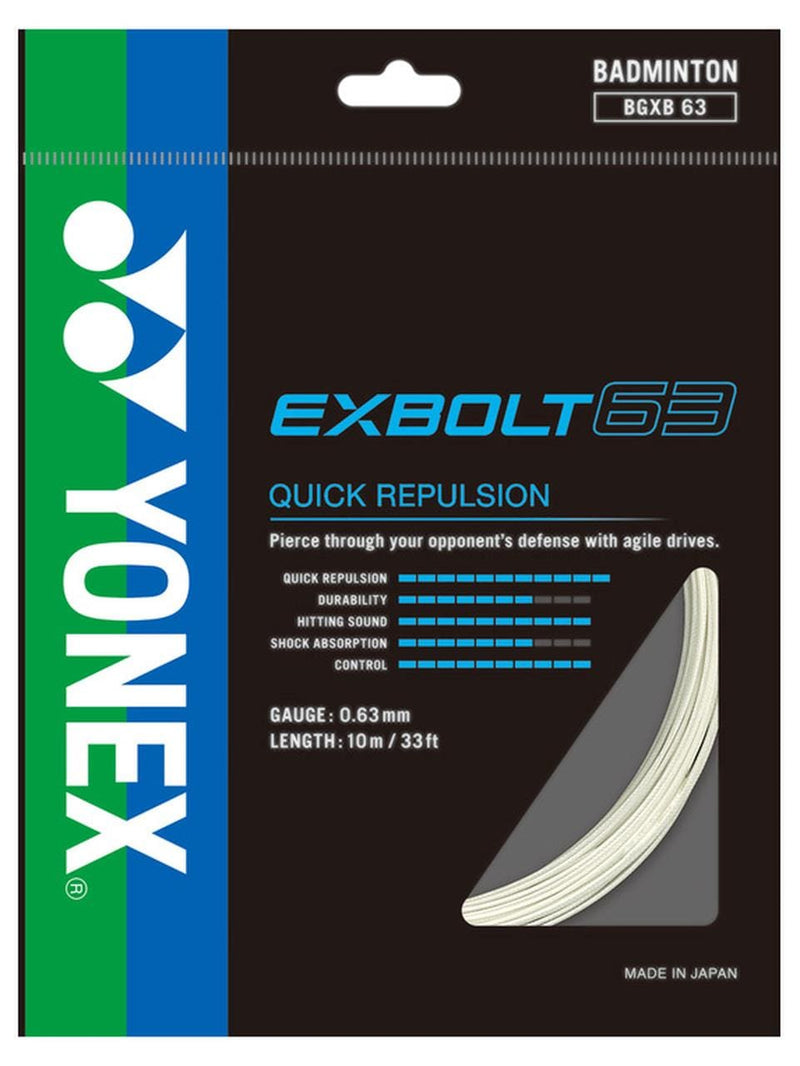 BADMINTON
BGXB 63
YONEX®
EXBOLT63
QUICK REPULSION
Pierce through your opponent's defense with agile drives.
QUICK REPULSION
DURABILITY
HITTING SOUND
SHOCK ABSORPTION
CONTROL
GAUGE: 0.63mm
LENGTH: 10m / 33ft
MADE IN JAPAN